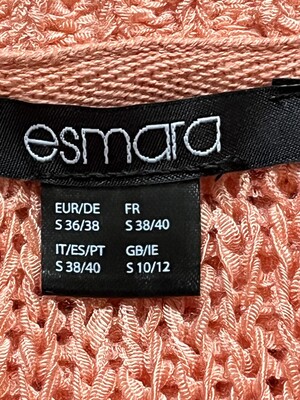 esmara
EUR/DE FR
S 36/38 S 38/40
IT/ES/PT GB/IE
S 38/40 S 10/12